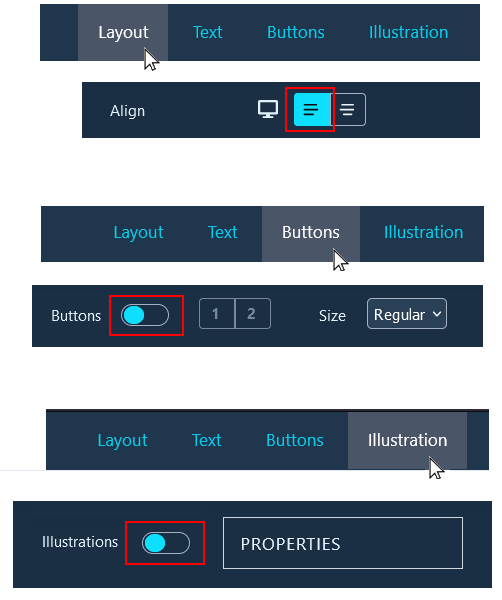 Layout Text Buttons Illustration
Align
Layout Text Buttons Illustration
Buttons 1 2 Size Regular
Layout Text Buttons Illustration
Illustrations PROPERTIES